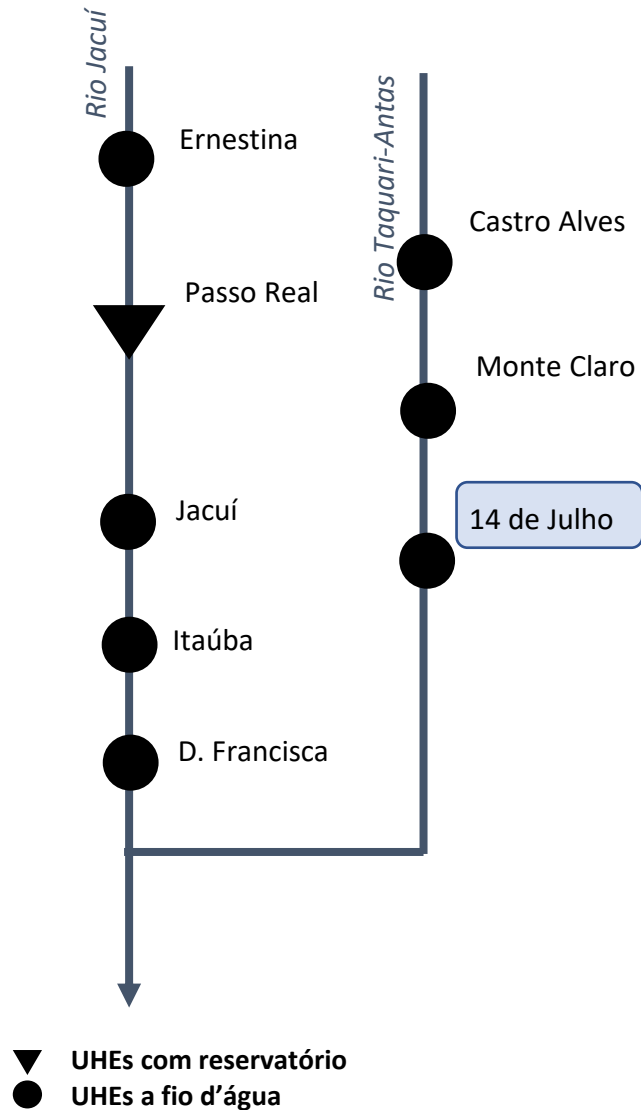 Rio Jacuí
Ernestina
Passo Real
Jacuí
Itaúba
D. Francisca
Rio Taquari-Antas
Castro Alves
Monte Claro
14 de Julho
UHEs com reservatório
UHEs a fio d’água